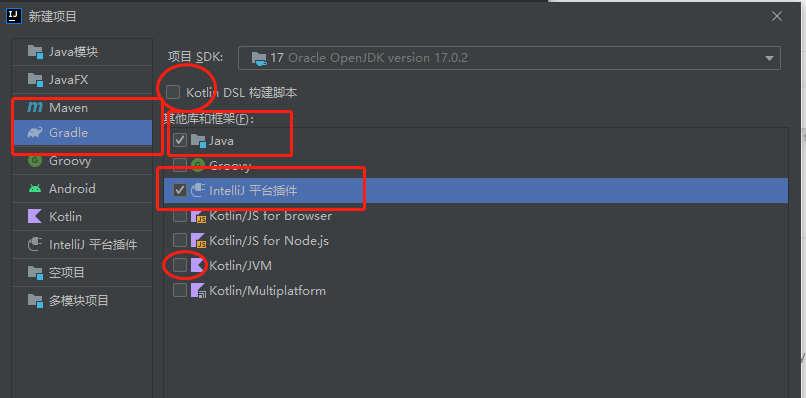 新建项目
Java模块
JavaFX
Maven
Gradle
Groovy
Android
Kotlin
IntelliJ 平台插件
空项目
多模块项目
项目 SDK:
17 Oracle OpenJDK version 17.0.2
Kotlin DSL 构建脚本
其他库和框架(F):
Java
Groovy
IntelliJ 平台插件
Kotlin/JS for browser
Kotlin/JS for Node.js
Kotlin/JVM
Kotlin/Multiplatform